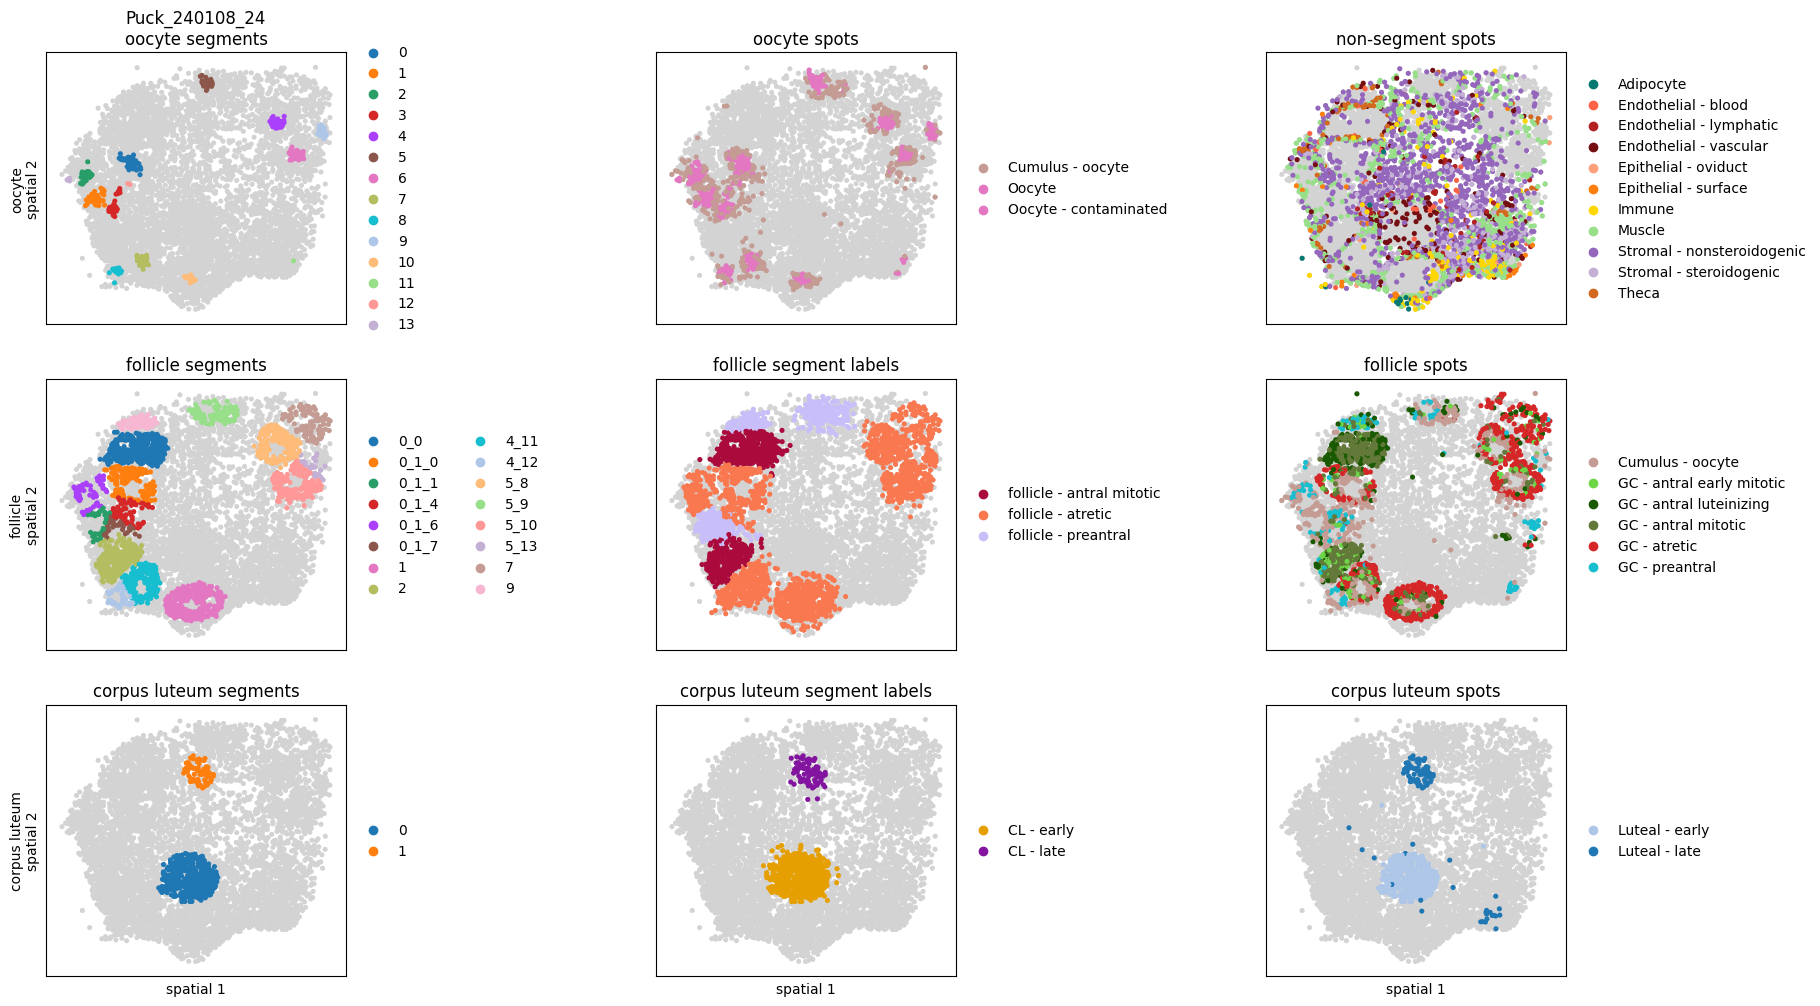 Puck_240108_24
oocyte segments
oocyte
spatial 2
0
1
2
3
4
5
6
7
8
9
10
11
12
13
oocyte spots
Cumulus - oocyte
Oocyte
Oocyte - contaminated
non-segment spots
Adipocyte
Endothelial - blood
Endothelial - lymphatic
Endothelial - vascular
Epithelial - oviduct
Epithelial - surface
Immune
Muscle
Stromal - nonsteroidogenic
Stromal - steroidogenic
Theca
follicle segments
follicle
spatial 2
0_0
0_1_0
0_1_1
0_1_4
0_1_6
0_1_7
1
2
4_11
4_12
5_8
5_9
5_10
5_13
7
9
follicle segment labels
follicle - antral mitotic
follicle - atretic
follicle - preantral
follicle spots
Cumulus - oocyte
GC - antral early mitotic
GC - antral luteinizing
GC - antral mitotic
GC - atretic
GC - preantral
corpus luteum segments
corpus luteum
spatial 2
spatial 1
0
1
corpus luteum segment labels
spatial 1
CL - early
CL - late
corpus luteum spots
spatial 1
Luteal - early
Luteal - late